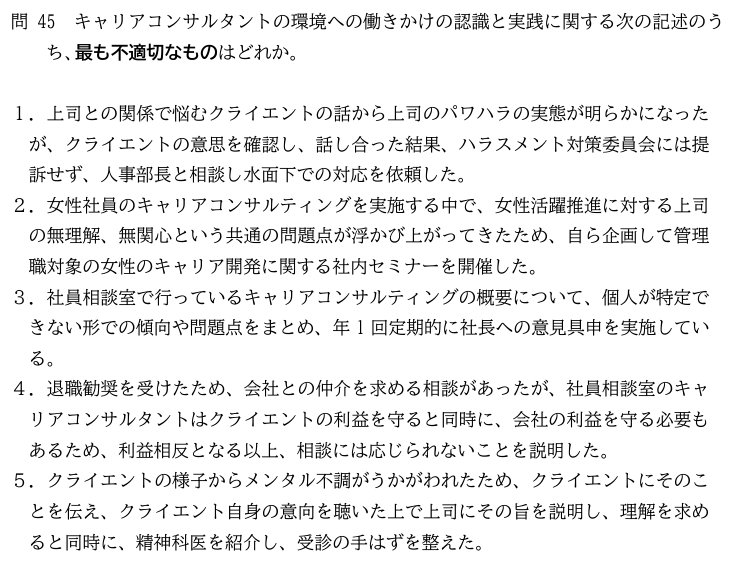 問 45　キャリアコンサルタントの環境への働きかけの認識と実践に関する次の記述のう
ち、最も不適切なものはどれか。
１．上司との関係で悩むクライエントの話から上司のパワハラの実態が明らかになった
が、クライエントの意思を確認し、話し合った結果、ハラスメント対策委員会には提
訴せず、人事部長と相談し水面下での対応を依頼した。
２．女性社員のキャリアコンサルティングを実施する中で、女性活躍推進に対する上司
の無理解、無関心という共通の問題点が浮かび上がってきたため、自ら企画して管理
職対象の女性のキャリア開発に関する社内セミナーを開催した。
３．社員相談室で行っているキャリアコンサルティングの概要について、個人が特定で
きない形での傾向や問題点をまとめ、年 1 回定期的に社長への意見具申を実施してい
る。
４．退職勧奨を受けたため、会社との仲介を求める相談があったが、社員相談室のキャ
リアコンサルタントはクライエントの利益を守ると同時に、会社の利益を守る必要も
あるため、利益相反となる以上、相談には応じられないことを説明した。
５．クライエントの様子からメンタル不調がうかがわれたため、クライエントにそのこ
とを伝え、クライエント自身の意向を聴いた上で上司にその旨を説明し、理解を求め
ると同時に、精神科医を紹介し、受診の手はずを整えた。